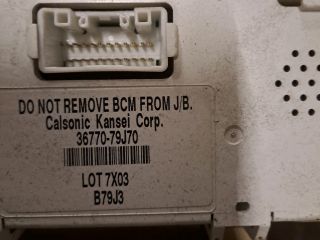 DO NOT REMOVE BCM FROM J/B.
Calsonic Kansei Corp.
36770-79J70
LOT 7X03
B79J3